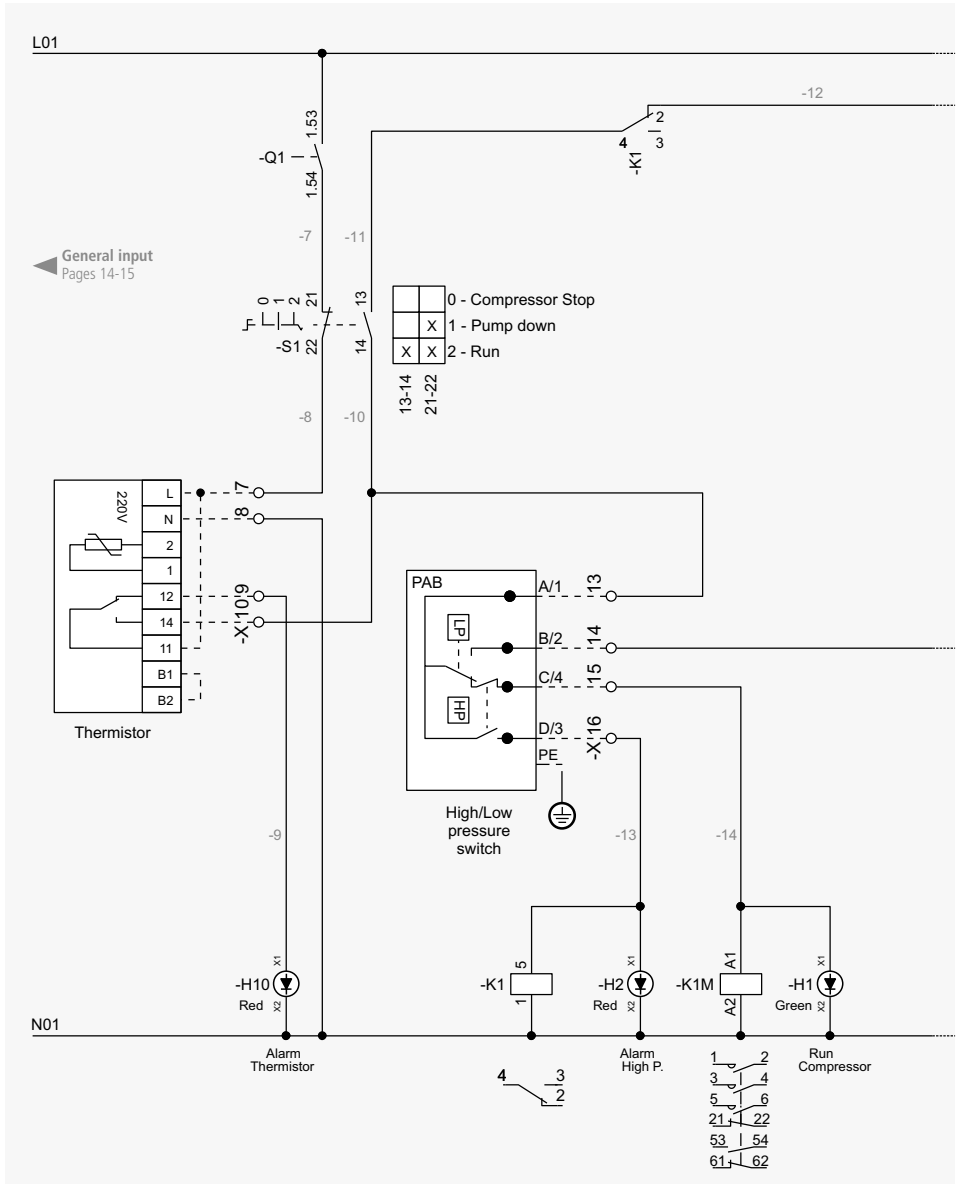 L01
-12
1.53
-Q1
1.54
2
4 3
-K1
-7
-11
General input
Pages 14-15
0 1 2
21
13
0 - Compressor Stop
X 1 - Pump down
X X 2 - Run
-S1
22
14
13-14
21-22
-8
-10
220V
L
N
2
1
12
14
11
B1
B2
7
8
9
-X10
Thermistor
PAB
A/1
13
LP
B/2
14
C/4
15
HP
D/3
-X 16
PE
High/Low
pressure
switch
-9
-13
-14
X1
-H10
Red
X2
5
-K1
1
X1
-H2
Red
X2
A1
-K1M
A2
X1
-H1
Green
X2
N01
Alarm
Thermistor
Alarm
High P.
Run
Compressor
4 3
2
1 2
3 4
5 6
21 22
53 54
61 62